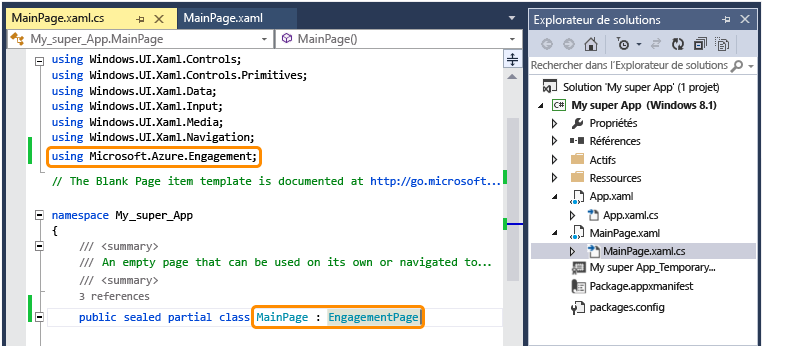 MainPage.xaml.cs
MainPage.xaml
My_super_App.MainPage
MainPage()
using Windows.UI.Xaml.Controls;
using Windows.UI.Xaml.Controls.Primitives;
using Windows.UI.Xaml.Data;
using Windows.UI.Xaml.Input;
using Windows.UI.Xaml.Media;
using Windows.UI.Xaml.Navigation;
using Microsoft.Azure.Engagement;
// The Blank Page item template is documented at http://go.microsoft...
namespace My_super_App
{
/// <summary>
/// An empty page that can be used on its own or navigated to...
/// <summary>
3 references
public sealed partial class MainPage : EngagementPage
Explorateur de solutions
Rechercher dans l'Explorateur de solutions
Solution 'My super App' (1 projet)
C# My super App (Windows 8.1)
Propriétés
Références
Actifs
Ressources
App.xaml
App.xaml.cs
MainPage.xaml
MainPage.xaml.cs
My super App_Temporary...
Package.appxmanifest
packages.config